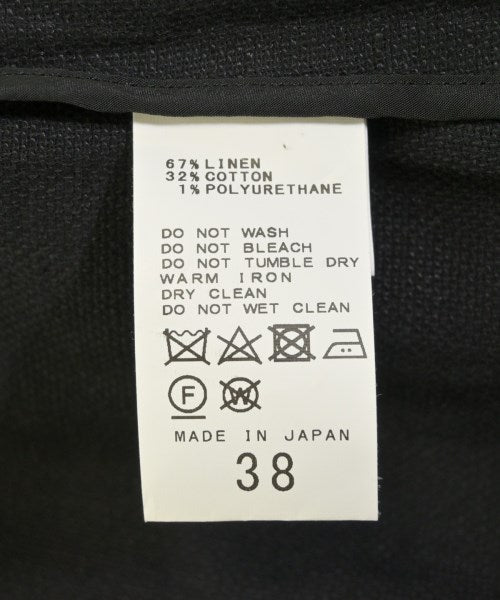 67% LINEN
32% COTTON
1% POLYURETHANE
DO NOT WASH
DO NOT BLEACH
DO NOT TUMBLE DRY
WARM IRON
DRY CLEAN
DO NOT WET CLEAN
F W
MADE IN JAPAN
38